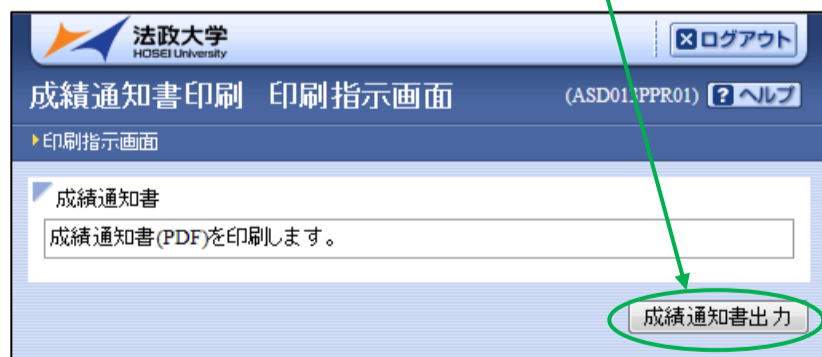 法政大学
HOSEI University
ログアウト
成績通知書印刷 印刷指示画面
(ASD013PPR01) ? ヘルプ
印刷指示画面
成績通知書
成績通知書(PDF)を印刷します。
成績通知書出力